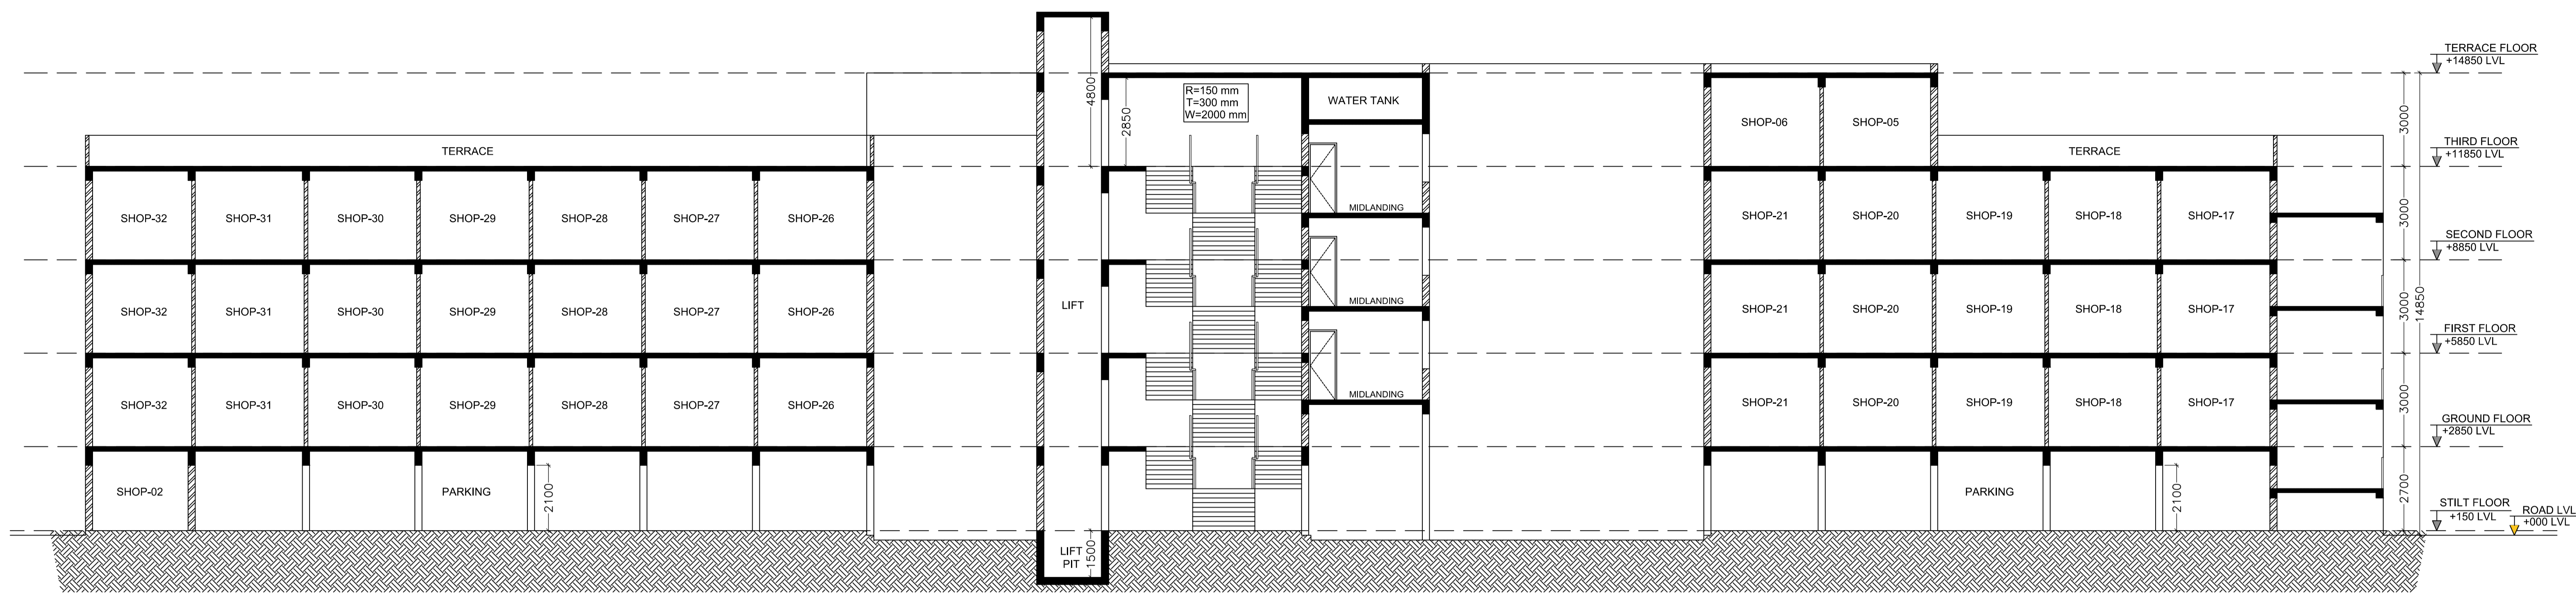 TERRACE FLOOR
+14850 LVL
4800
2850
R=150 mm
T=300 mm
W=2000 mm
WATER TANK
SHOP-06
SHOP-05
3000
TERRACE
TERRACE
THIRD FLOOR
+11850 LVL
SHOP-32
SHOP-31
SHOP-30
SHOP-29
SHOP-28
SHOP-27
SHOP-26
MIDLANDING
SHOP-21
SHOP-20
SHOP-19
SHOP-18
SHOP-17
3000
SECOND FLOOR
+8850 LVL
SHOP-32
SHOP-31
SHOP-30
SHOP-29
SHOP-28
SHOP-27
SHOP-26
LIFT
MIDLANDING
SHOP-21
SHOP-20
SHOP-19
SHOP-18
SHOP-17
3000
14850
FIRST FLOOR
+5850 LVL
SHOP-32
SHOP-31
SHOP-30
SHOP-29
SHOP-28
SHOP-27
SHOP-26
MIDLANDING
SHOP-21
SHOP-20
SHOP-19
SHOP-18
SHOP-17
3000
GROUND FLOOR
+2850 LVL
SHOP-02
PARKING
2100
PARKING
2100
2700
STILT FLOOR
+150 LVL
ROAD LVL
+000 LVL
LIFT
PIT
1500